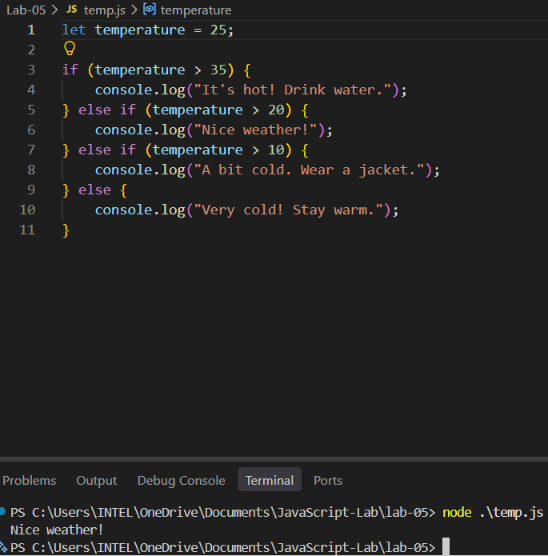 Lab-05 > JS temp.js > temperature
1 let temperature = 25;
2
3 if (temperature > 35) {
4     console.log("It's hot! Drink water.");
5 } else if (temperature > 20) {
6     console.log("Nice weather!");
7 } else if (temperature > 10) {
8     console.log("A bit cold. Wear a jacket.");
9 } else {
10     console.log("Very cold! Stay warm.");
11 }
Problems Output Debug Console Terminal Ports
PS C:\Users\INTEL\OneDrive\Documents\JavaScript-Lab\lab-05> node .\temp.js
Nice weather!
PS C:\Users\INTEL\OneDrive\Documents\JavaScript-Lab\lab-05>